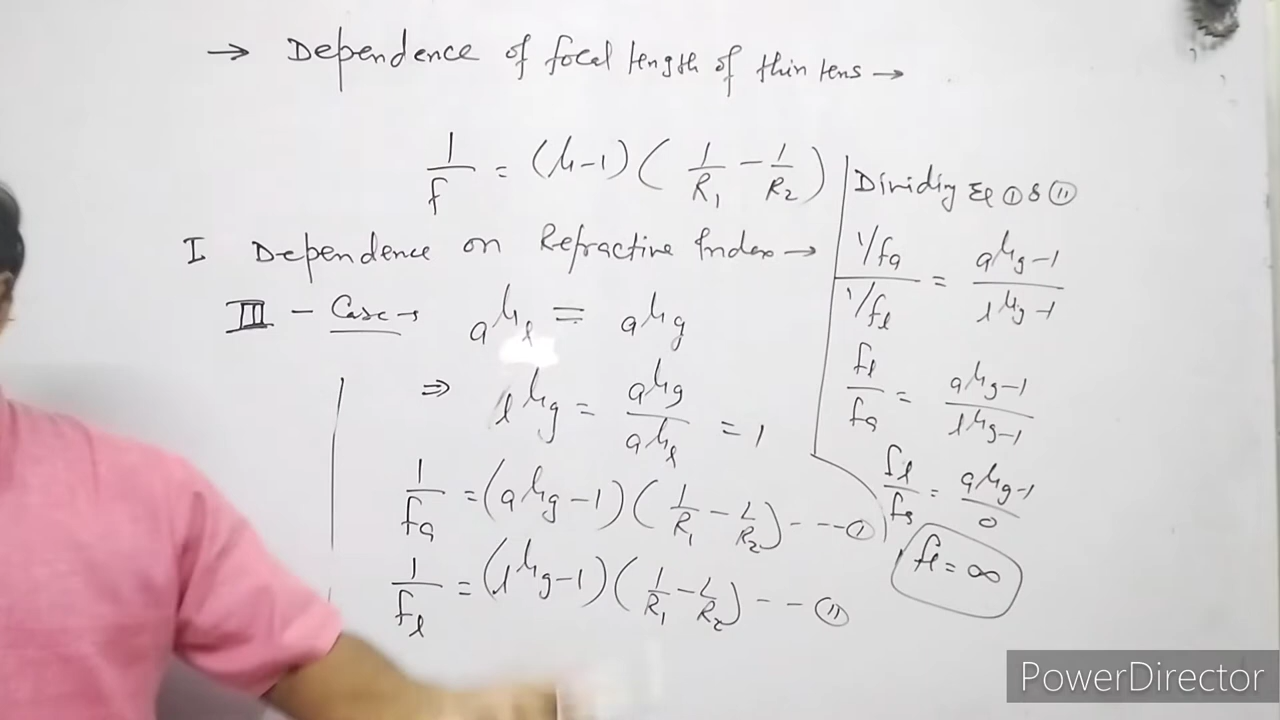 → Dependence of focal length of thin lens →
1/f = (μ-1) ( 1/R₁ - 1/R₂ )
I Dependence on Refractive Index →
III - Case → aμl = aμg
⇒ lμg = aμg/aμl = 1
1/fa = (aμg - 1) ( 1/R₁ - 1/R₂ ) - - - - ①
1/fl = (lμg - 1) ( 1/R₁ - 1/R₂ ) - - - ⑪
Dividing Eq ① & ⑪
(1/fa)/(1/fl) = (aμg-1)/(lμg-1)
fl/fa = (aμg-1)/(lμg-1)
fl/fa = (aμg-1)/0
fl = ∞
PowerDirector